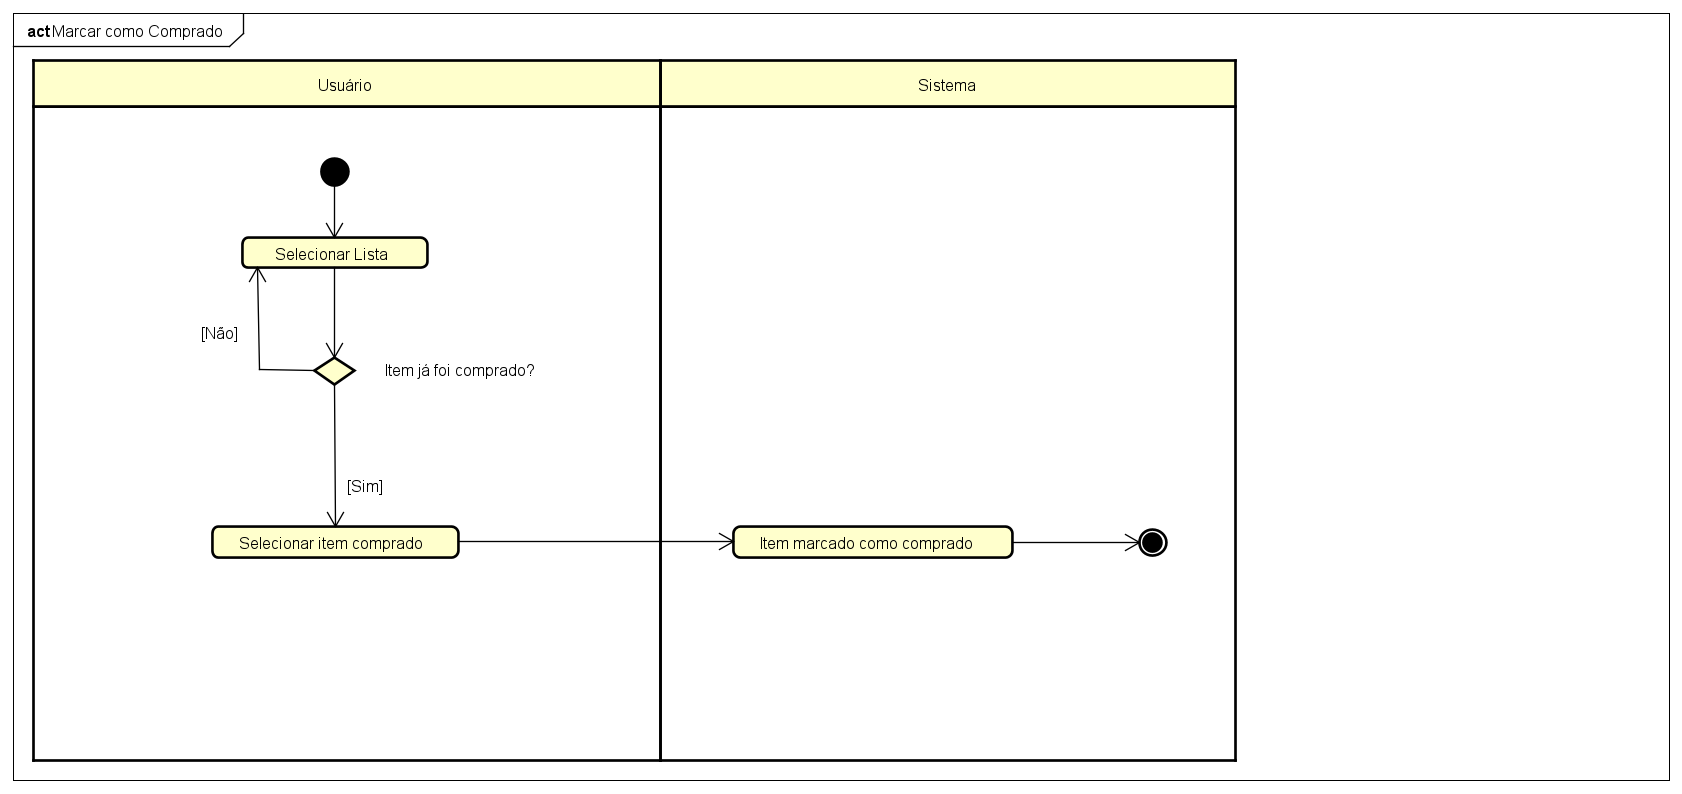 act Marcar como Comprado
Usuário
Sistema
Selecionar Lista
[Não]
Item já foi comprado?
[Sim]
Selecionar item comprado
Item marcado como comprado